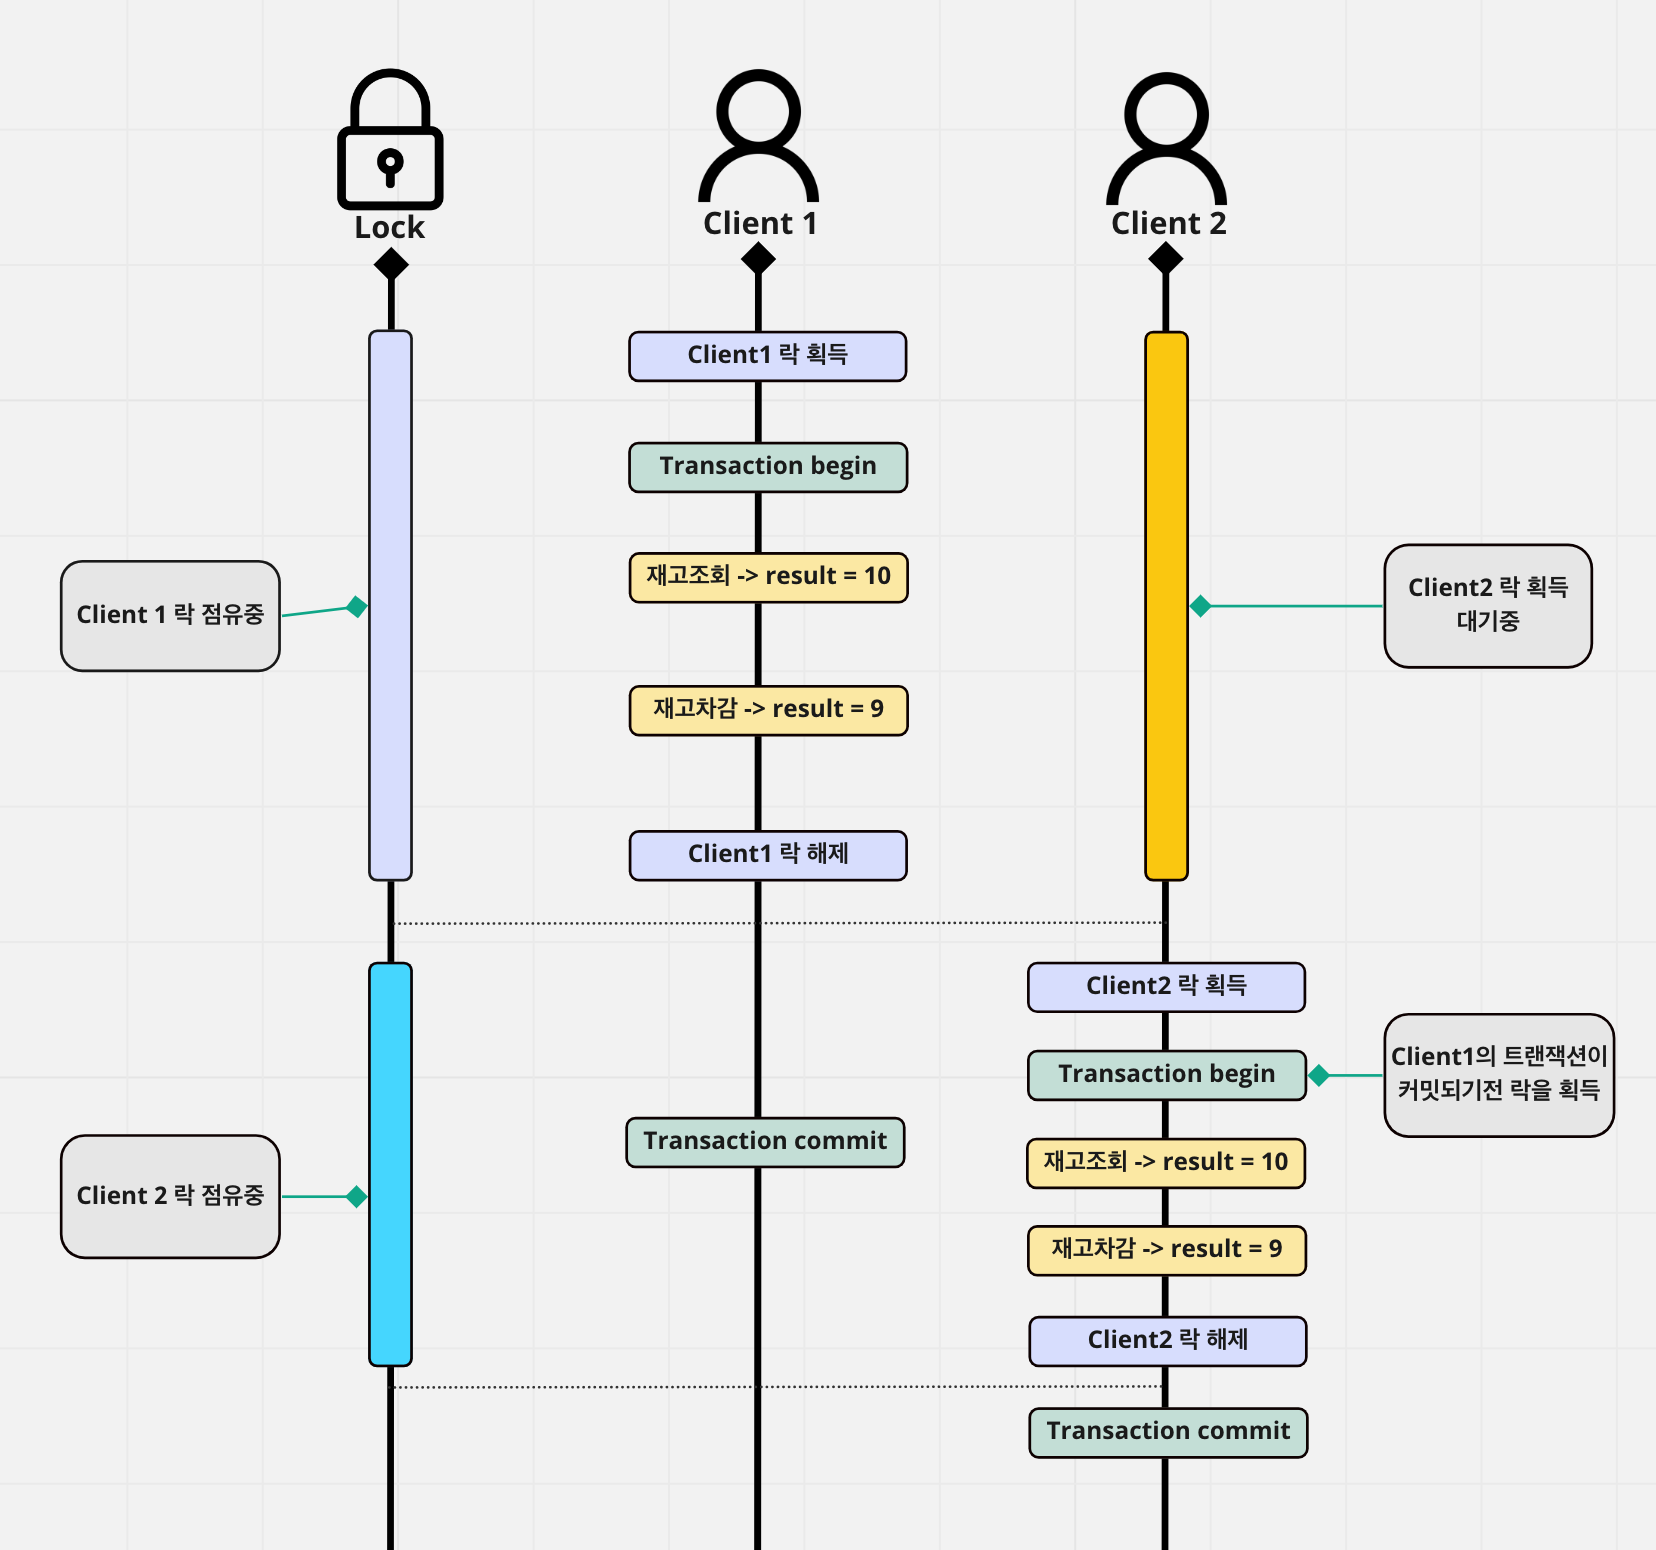 Lock
Client 1
Client 2
Client1 락 획득
Transaction begin
재고조회 -> result = 10
Client 1 락 점유중
Client2 락 획득
대기중
재고차감 -> result = 9
Client1 락 해제
Client2 락 획득
Client1의 트랜잭션이
커밋되기전 락을 획득
Transaction begin
Transaction commit
재고조회 -> result = 10
Client 2 락 점유중
재고차감 -> result = 9
Client2 락 해제
Transaction commit